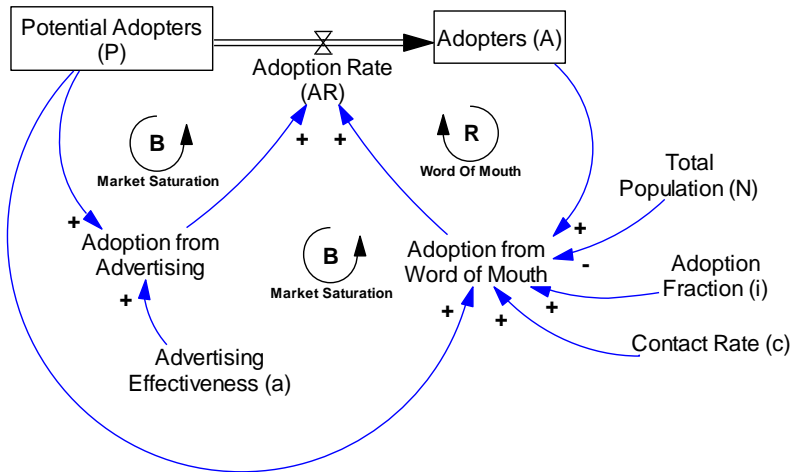 Potential Adopters
(P)
Adopters (A)
Adoption Rate
(AR)
B
Market Saturation
R
Word Of Mouth
+
+
Total
Population (N)
+
Adoption from
Advertising
+
B
Market Saturation
Adoption from
Word of Mouth
+
-
Adoption
Fraction (i)
+
+
+
Advertising
Effectiveness (a)
Contact Rate (c)